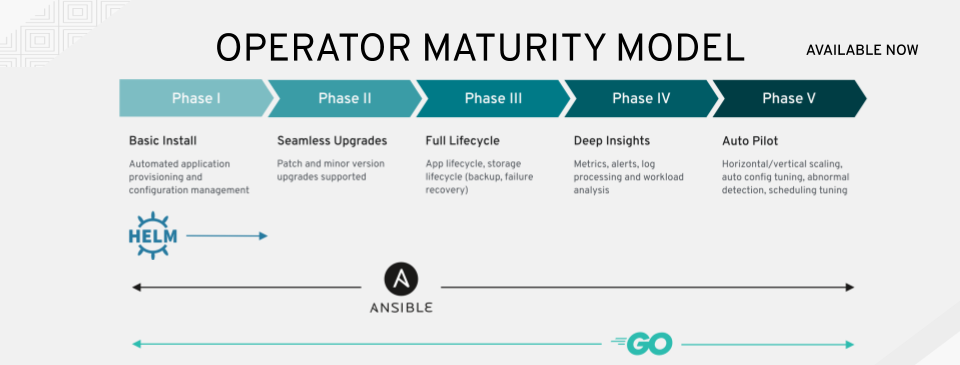 OPERATOR MATURITY MODEL
AVAILABLE NOW
Phase I
Phase II
Phase III
Phase IV
Phase V
Basic Install
Automated application
provisioning and
configuration management
Seamless Upgrades
Patch and minor version
upgrades supported
Full Lifecycle
App lifecycle, storage
lifecycle (backup, failure
recovery)
Deep Insights
Metrics, alerts, log
processing and workload
analysis
Auto Pilot
Horizontal/vertical scaling,
auto config tuning, abnormal
detection, scheduling tuning
HELM
A
ANSIBLE
GO